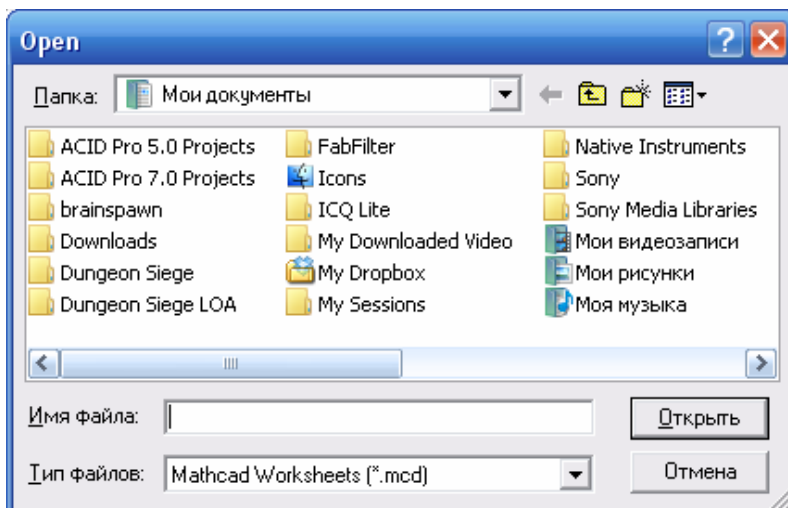 Open
Папка: Мои документы
ACID Pro 5.0 Projects
ACID Pro 7.0 Projects
brainspawn
Downloads
Dungeon Siege
Dungeon Siege LOA
FabFilter
Icons
ICQ Lite
My Downloaded Video
My Dropbox
My Sessions
Native Instruments
Sony
Sony Media Libraries
Мои видеозаписи
Мои рисунки
Моя музыка
Имя файла:
Открыть
Тип файлов: Mathcad Worksheets (*.mcd)
Отмена